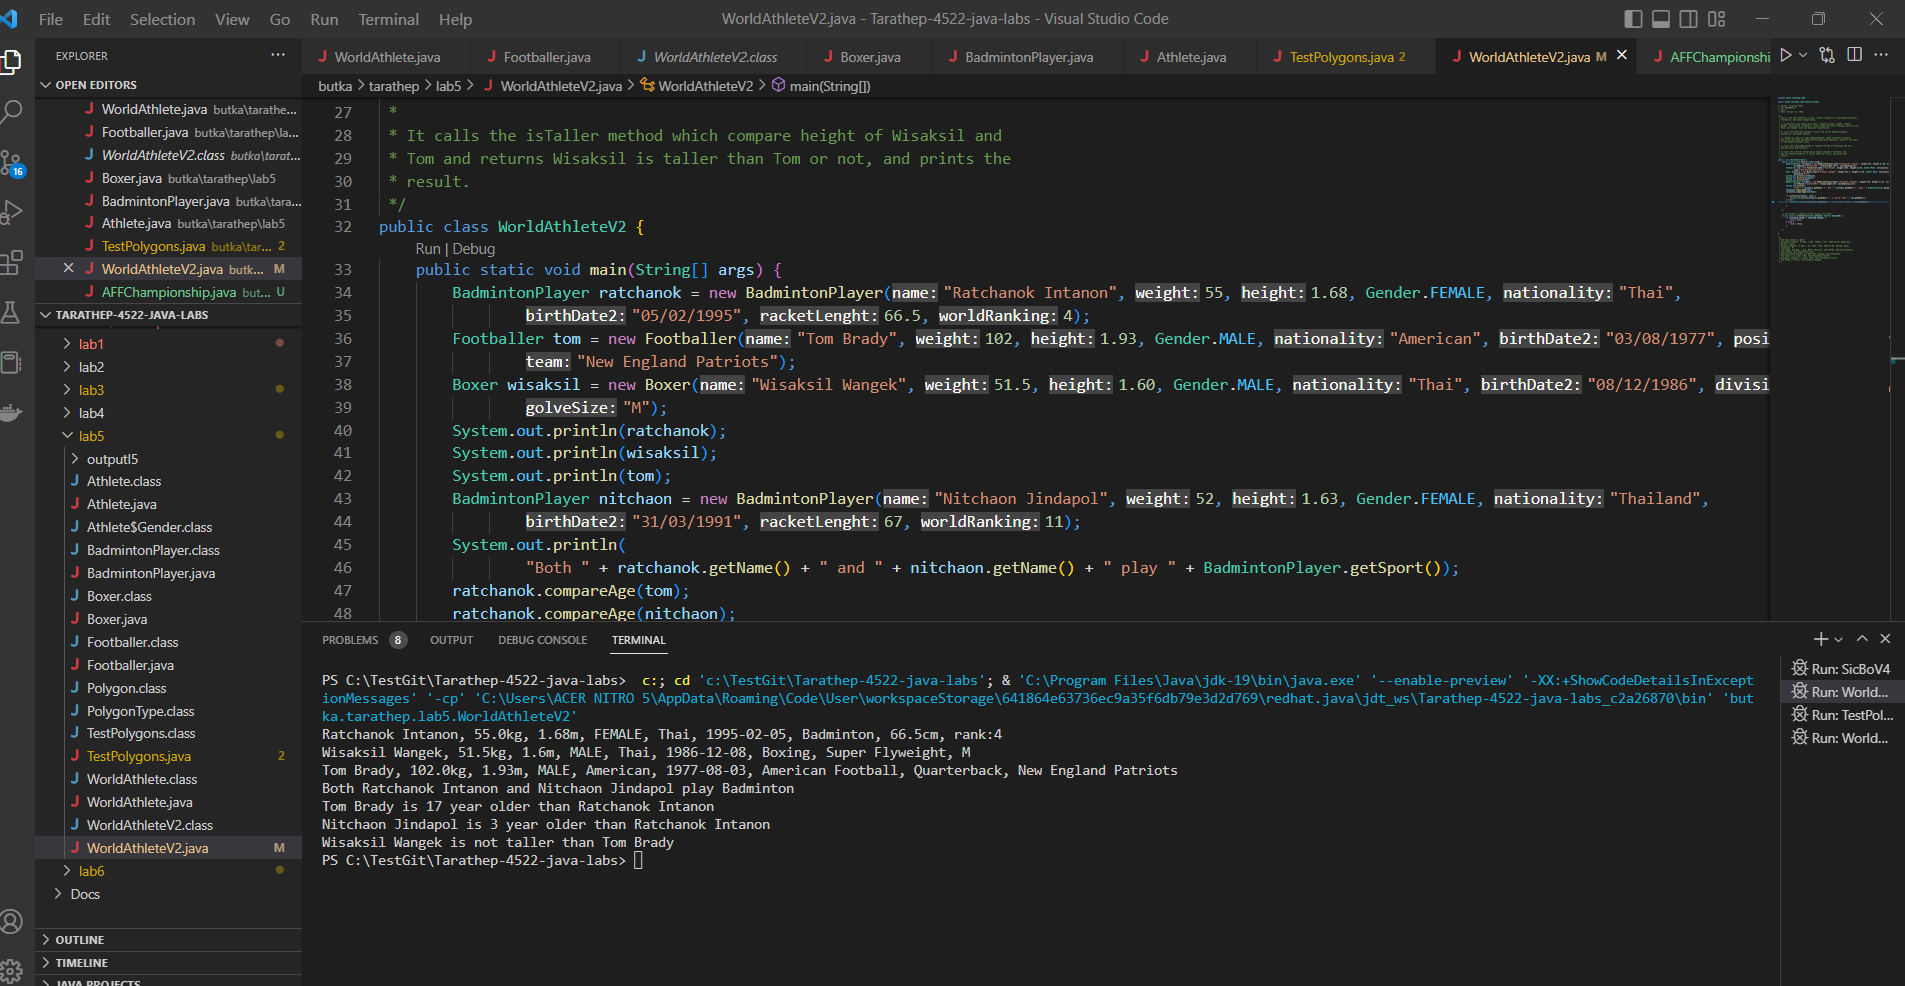 File Edit Selection View Go Run Terminal Help
WorldAthleteV2.java - Tarathep-4522-java-labs - Visual Studio Code
EXPLORER
OPEN EDITORS
WorldAthlete.java butka\tarathe...
Footballer.java butka\tarathep\la...
WorldAthleteV2.class butka\tarat...
Boxer.java butka\tarathep\lab5
BadmintonPlayer.java butka\tara...
Athlete.java butka\tarathep\lab5
TestPolygons.java butka\tar... 2
WorldAthleteV2.java butk... M
AFFChampionship.java but... U
TARATHEP-4522-JAVA-LABS
lab1
lab2
lab3
lab4
lab5
outputl5
Athlete.class
Athlete.java
Athlete$Gender.class
BadmintonPlayer.class
BadmintonPlayer.java
Boxer.class
Boxer.java
Footballer.class
Footballer.java
Polygon.class
PolygonType.class
TestPolygons.class
TestPolygons.java 2
WorldAthlete.class
WorldAthlete.java
WorldAthleteV2.class
WorldAthleteV2.java M
lab6
Docs
OUTLINE
TIMELINE
JAVA PROJECTS
16
WorldAthlete.java Footballer.java WorldAthleteV2.class Boxer.java BadmintonPlayer.java Athlete.java TestPolygons.java 2 WorldAthleteV2.java M AFFChampionshi
butka > tarathep > lab5 > WorldAthleteV2.java > WorldAthleteV2 > main(String[])
27 *
28 * It calls the isTaller method which compare height of Wisaksil and
29 * Tom and returns Wisaksil is taller than Tom or not, and prints the
30 * result.
31 */
32 public class WorldAthleteV2 {
Run | Debug
33 public static void main(String[] args) {
34 BadmintonPlayer ratchanok = new BadmintonPlayer(name: "Ratchanok Intanon", weight: 55, height: 1.68, Gender.FEMALE, nationality: "Thai",
35 birthDate2: "05/02/1995", racketLenght: 66.5, worldRanking: 4);
36 Footballer tom = new Footballer(name: "Tom Brady", weight: 102, height: 1.93, Gender.MALE, nationality: "American", birthDate2: "03/08/1977", posi
37 team: "New England Patriots");
38 Boxer wisaksil = new Boxer(name: "Wisaksil Wangek", weight: 51.5, height: 1.60, Gender.MALE, nationality: "Thai", birthDate2: "08/12/1986", divisi
39 golveSize: "M");
40 System.out.println(ratchanok);
41 System.out.println(wisaksil);
42 System.out.println(tom);
43 BadmintonPlayer nitchaon = new BadmintonPlayer(name: "Nitchaon Jindapol", weight: 52, height: 1.63, Gender.FEMALE, nationality: "Thailand",
44 birthDate2: "31/03/1991", racketLenght: 67, worldRanking: 11);
45 System.out.println(
46 "Both " + ratchanok.getName() + " and " + nitchaon.getName() + " play " + BadmintonPlayer.getSport());
47 ratchanok.compareAge(tom);
48 ratchanok.compareAge(nitchaon);
PROBLEMS 8 OUTPUT DEBUG CONSOLE TERMINAL
PS C:\TestGit\Tarathep-4522-java-labs> c:; cd 'c:\TestGit\Tarathep-4522-java-labs'; & 'C:\Program Files\Java\jdk-19\bin\java.exe' '--enable-preview' '-XX:+ShowCodeDetailsInExcept
ionMessages' '-cp' 'C:\Users\ACER NITRO 5\AppData\Roaming\Code\User\workspaceStorage\641864e63736ec9a35f6db79e3d2d769\redhat.java\jdt_ws\Tarathep-4522-java-labs_c2a26870\bin' 'but
ka.tarathep.lab5.WorldAthleteV2'
Ratchanok Intanon, 55.0kg, 1.68m, FEMALE, Thai, 1995-02-05, Badminton, 66.5cm, rank:4
Wisaksil Wangek, 51.5kg, 1.6m, MALE, Thai, 1986-12-08, Boxing, Super Flyweight, M
Tom Brady, 102.0kg, 1.93m, MALE, American, 1977-08-03, American Football, Quarterback, New England Patriots
Both Ratchanok Intanon and Nitchaon Jindapol play Badminton
Tom Brady is 17 year older than Ratchanok Intanon
Nitchaon Jindapol is 3 year older than Ratchanok Intanon
Wisaksil Wangek is not taller than Tom Brady
PS C:\TestGit\Tarathep-4522-java-labs>
Run: SicBoV4
Run: World...
Run: TestPol...
Run: World...